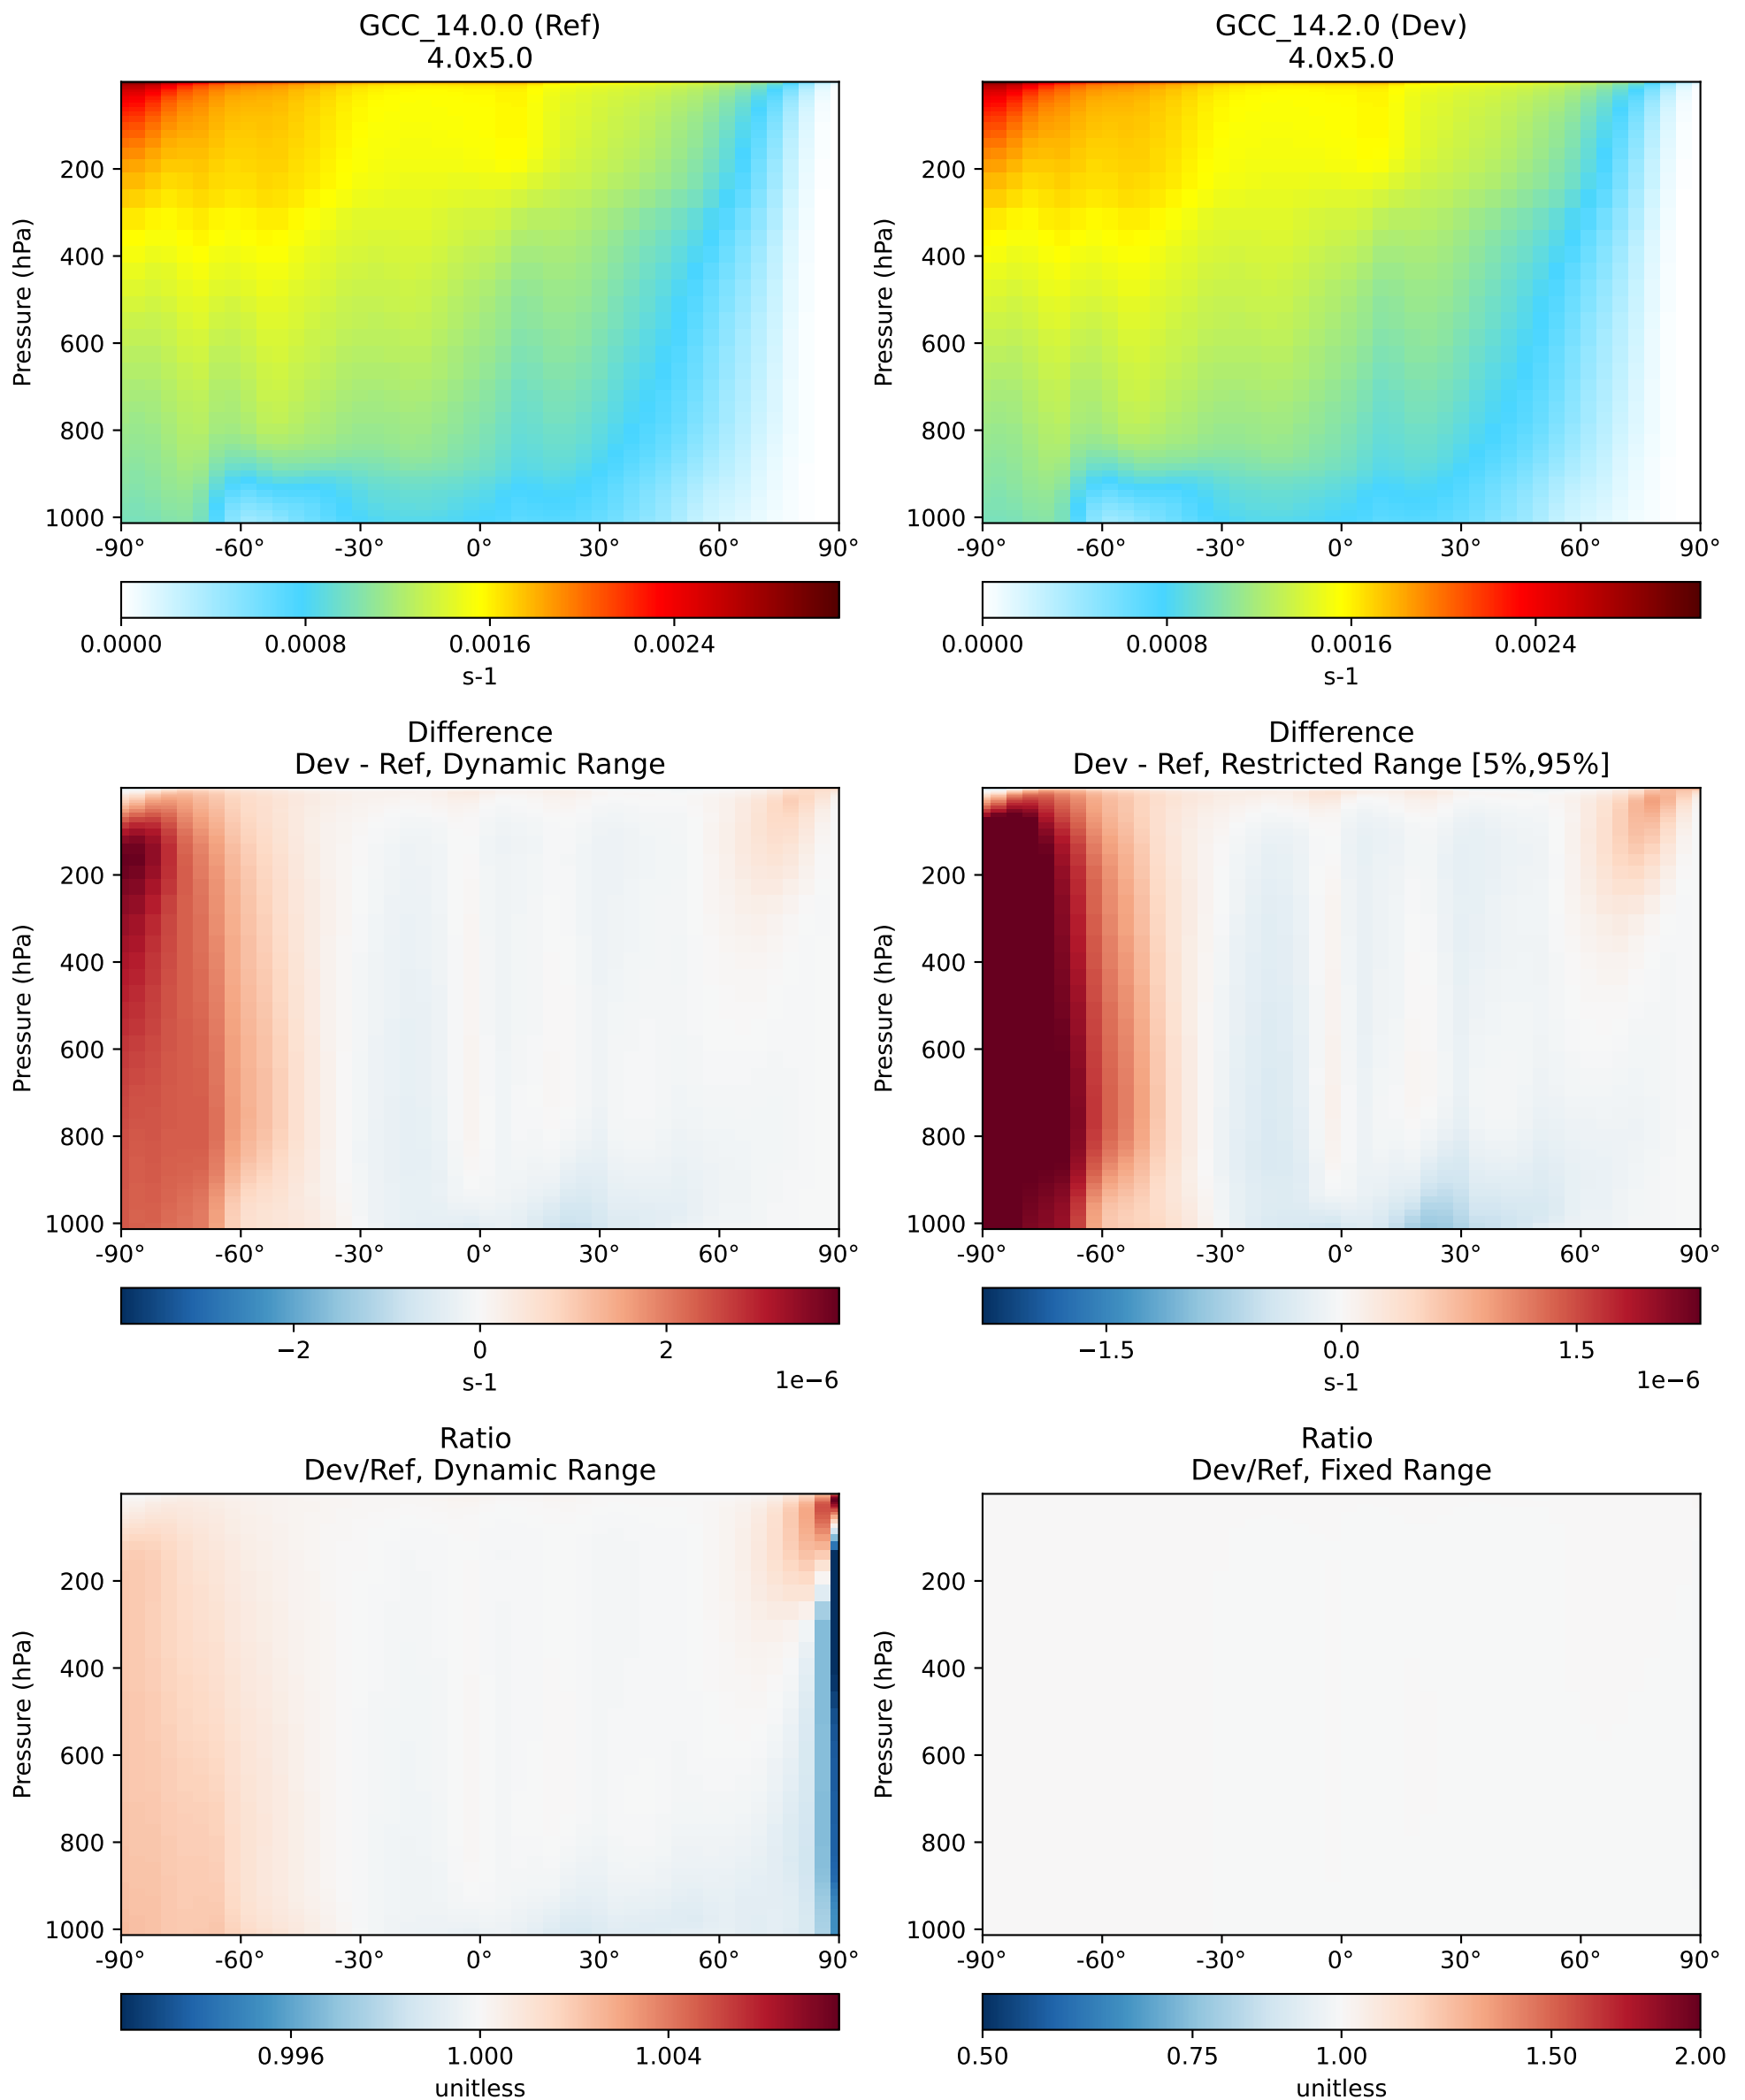 GCC_14.0.0 (Ref)
4.0x5.0
Pressure (hPa)
200
400
600
800
1000
-90° -60° -30° 0° 30° 60° 90°
0.0000 0.0008 0.0016 0.0024
s-1
GCC_14.2.0 (Dev)
4.0x5.0
Pressure (hPa)
200
400
600
800
1000
-90° -60° -30° 0° 30° 60° 90°
0.0000 0.0008 0.0016 0.0024
s-1
Difference
Dev - Ref, Dynamic Range
Pressure (hPa)
200
400
600
800
1000
-90° -60° -30° 0° 30° 60° 90°
−2 0 2
s-1 1e−6
Difference
Dev - Ref, Restricted Range [5%,95%]
Pressure (hPa)
200
400
600
800
1000
-90° -60° -30° 0° 30° 60° 90°
−1.5 0.0 1.5
s-1 1e−6
Ratio
Dev/Ref, Dynamic Range
Pressure (hPa)
200
400
600
800
1000
-90° -60° -30° 0° 30° 60° 90°
0.996 1.000 1.004
unitless
Ratio
Dev/Ref, Fixed Range
Pressure (hPa)
200
400
600
800
1000
-90° -60° -30° 0° 30° 60° 90°
0.50 0.75 1.00 1.50 2.00
unitless